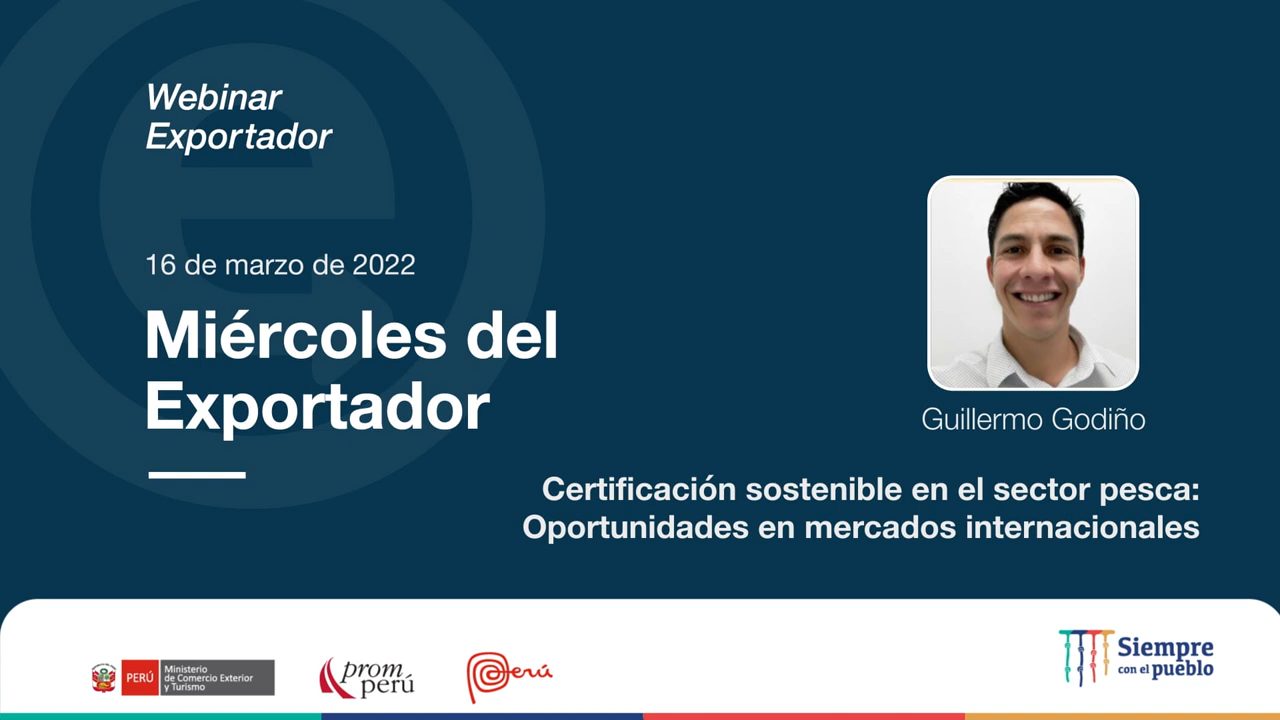 Webinar
Exportador
16 de marzo de 2022
Miércoles del
Exportador
Guillermo Godiño
Certificación sostenible en el sector pesca:
Oportunidades en mercados internacionales
PERÚ
Ministerio
de Comercio Exterior
y Turismo
prom
perú
Perú
Siempre
con el pueblo